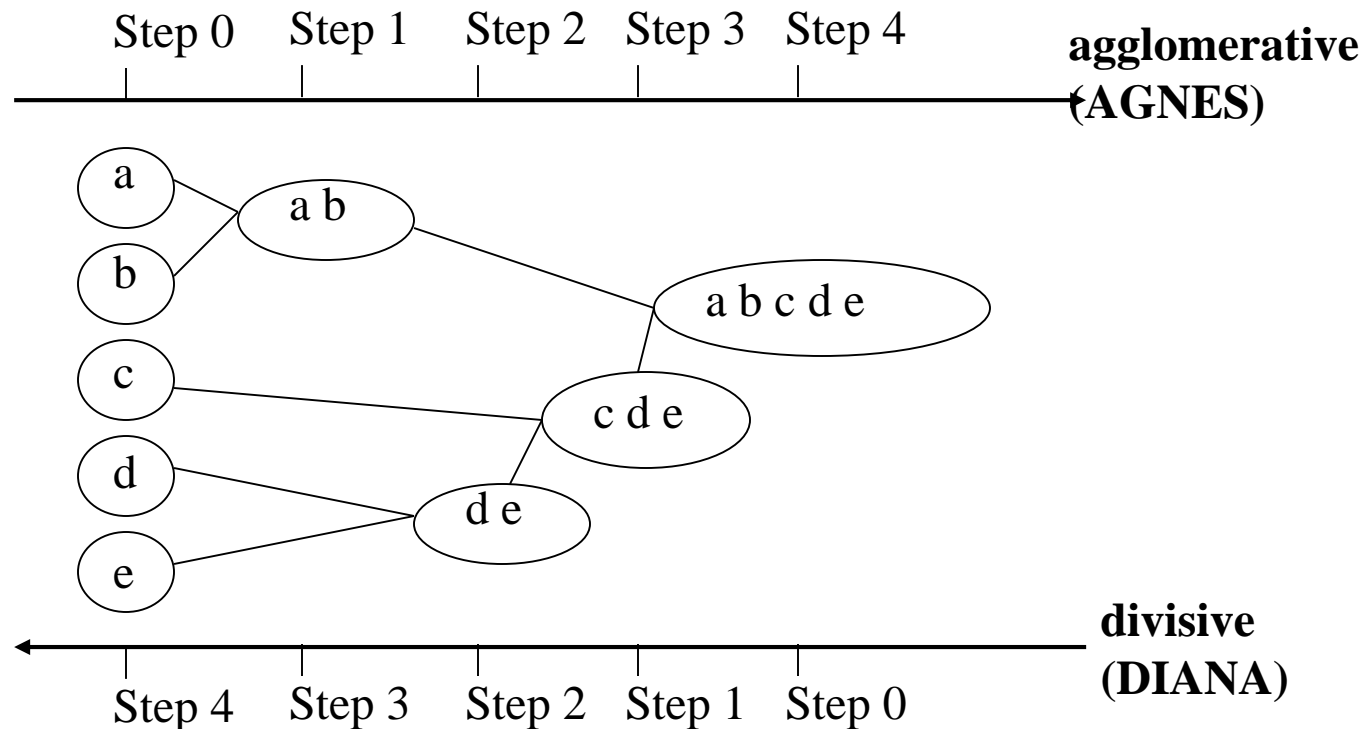 Step 0 Step 1 Step 2 Step 3 Step 4
agglomerative
(AGNES)
a
a b
b
a b c d e
c
c d e
d
d e
e
divisive
(DIANA)
Step 4 Step 3 Step 2 Step 1 Step 0